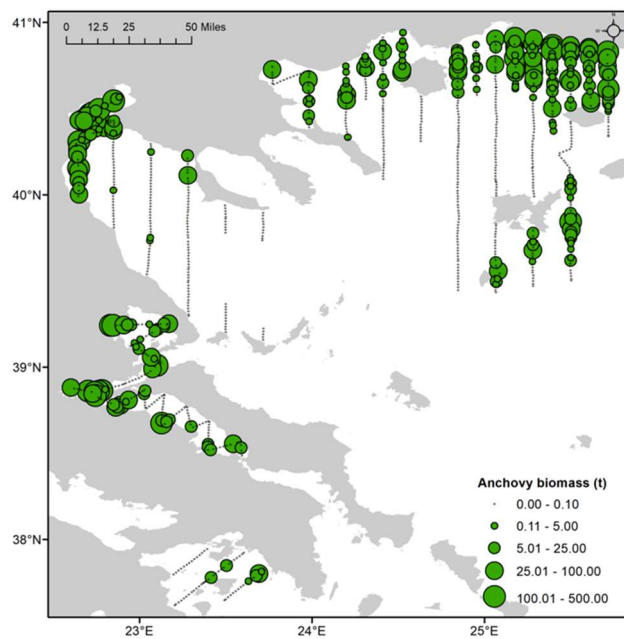 41°N
0 12.5 25 50 Miles
N
40°N
39°N
38°N
Anchovy biomass (t)
0.00 - 0.10
0.11 - 5.00
5.01 - 25.00
25.01 - 100.00
100.01 - 500.00
23°E 24°E 25°E